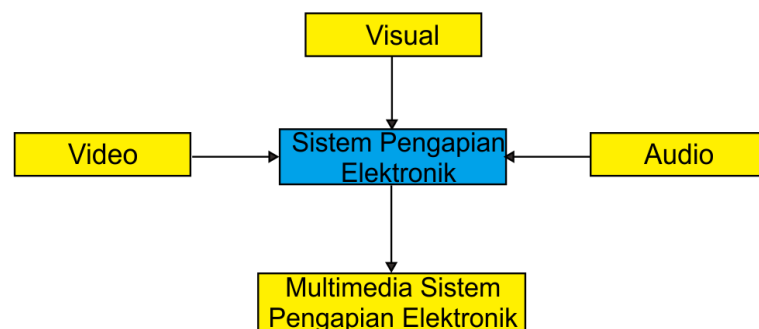 Visual
Video
Sistem Pengapian
Elektronik
Audio
Multimedia Sistem
Pengapian Elektronik